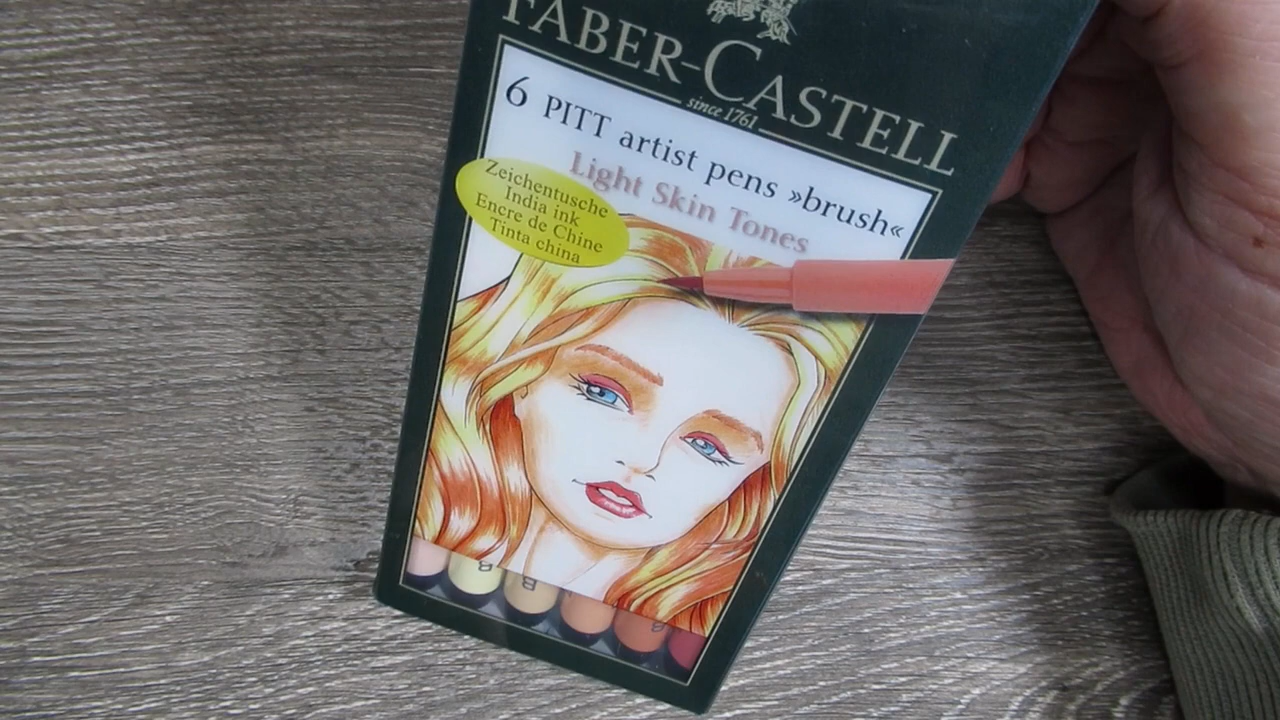 FABER-CASTELL
since 1761
6 PITT artist pens »brush«
Light Skin Tones
Zeichentusche
India ink
Encre de Chine
Tinta china